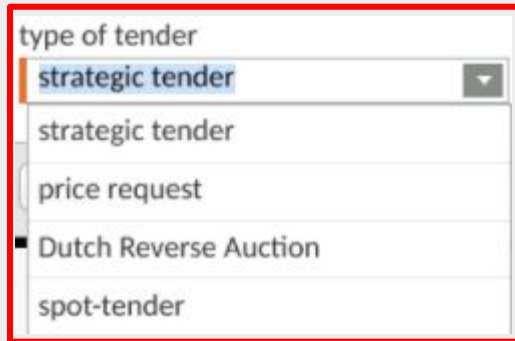 type of tender
strategic tender
strategic tender
price request
Dutch Reverse Auction
spot-tender